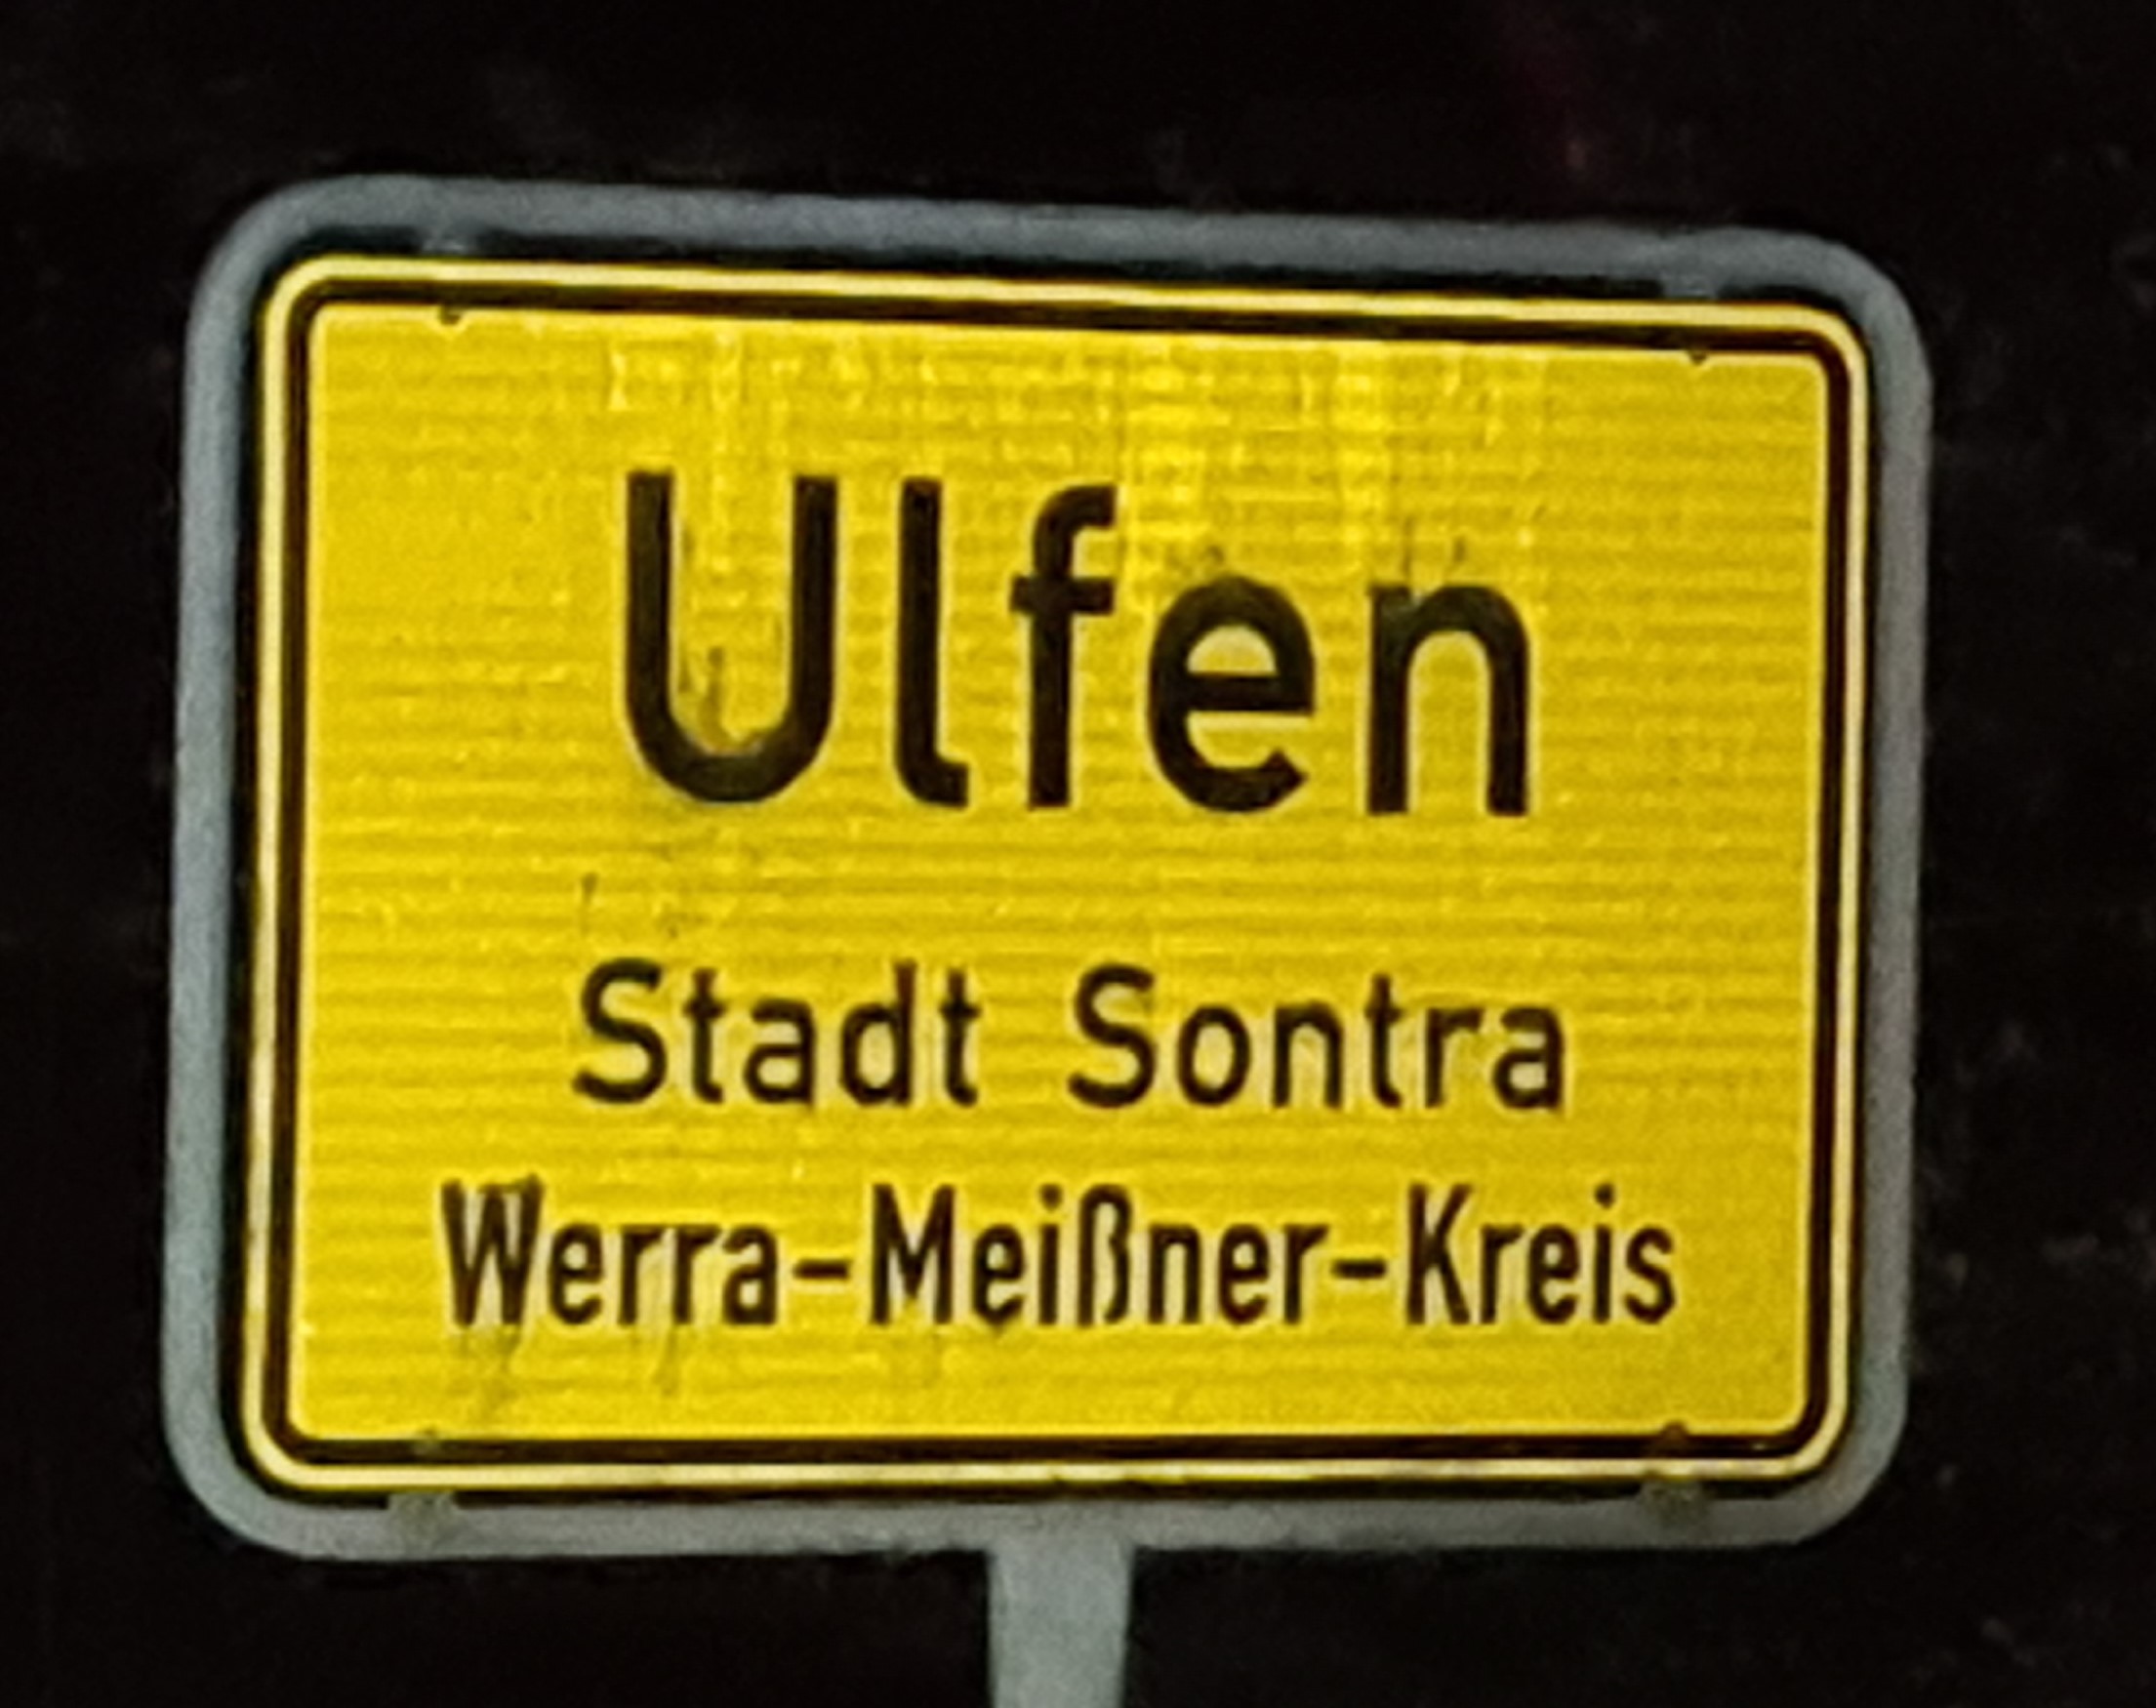 Ulfen
Stadt Sontra
Werra-Meißner-Kreis